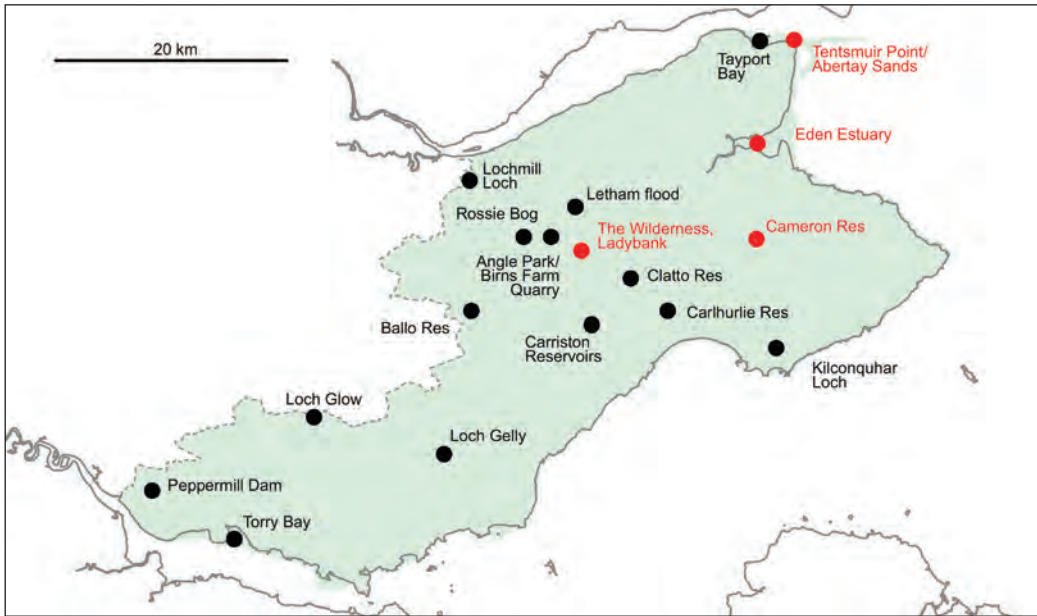 20 km
Tayport
Bay
Tentsmuir Point/
Abertay Sands
Eden Estuary
Lochmill
Loch
Letham flood
Rossie Bog
The Wilderness,
Ladybank
Cameron Res
Angle Park/
Birns Farm
Quarry
Clatto Res
Ballo Res
Carlhurlie Res
Carriston
Reservoirs
Kilconquhar
Loch
Loch Glow
Loch Gelly
Peppermill Dam
Torry Bay